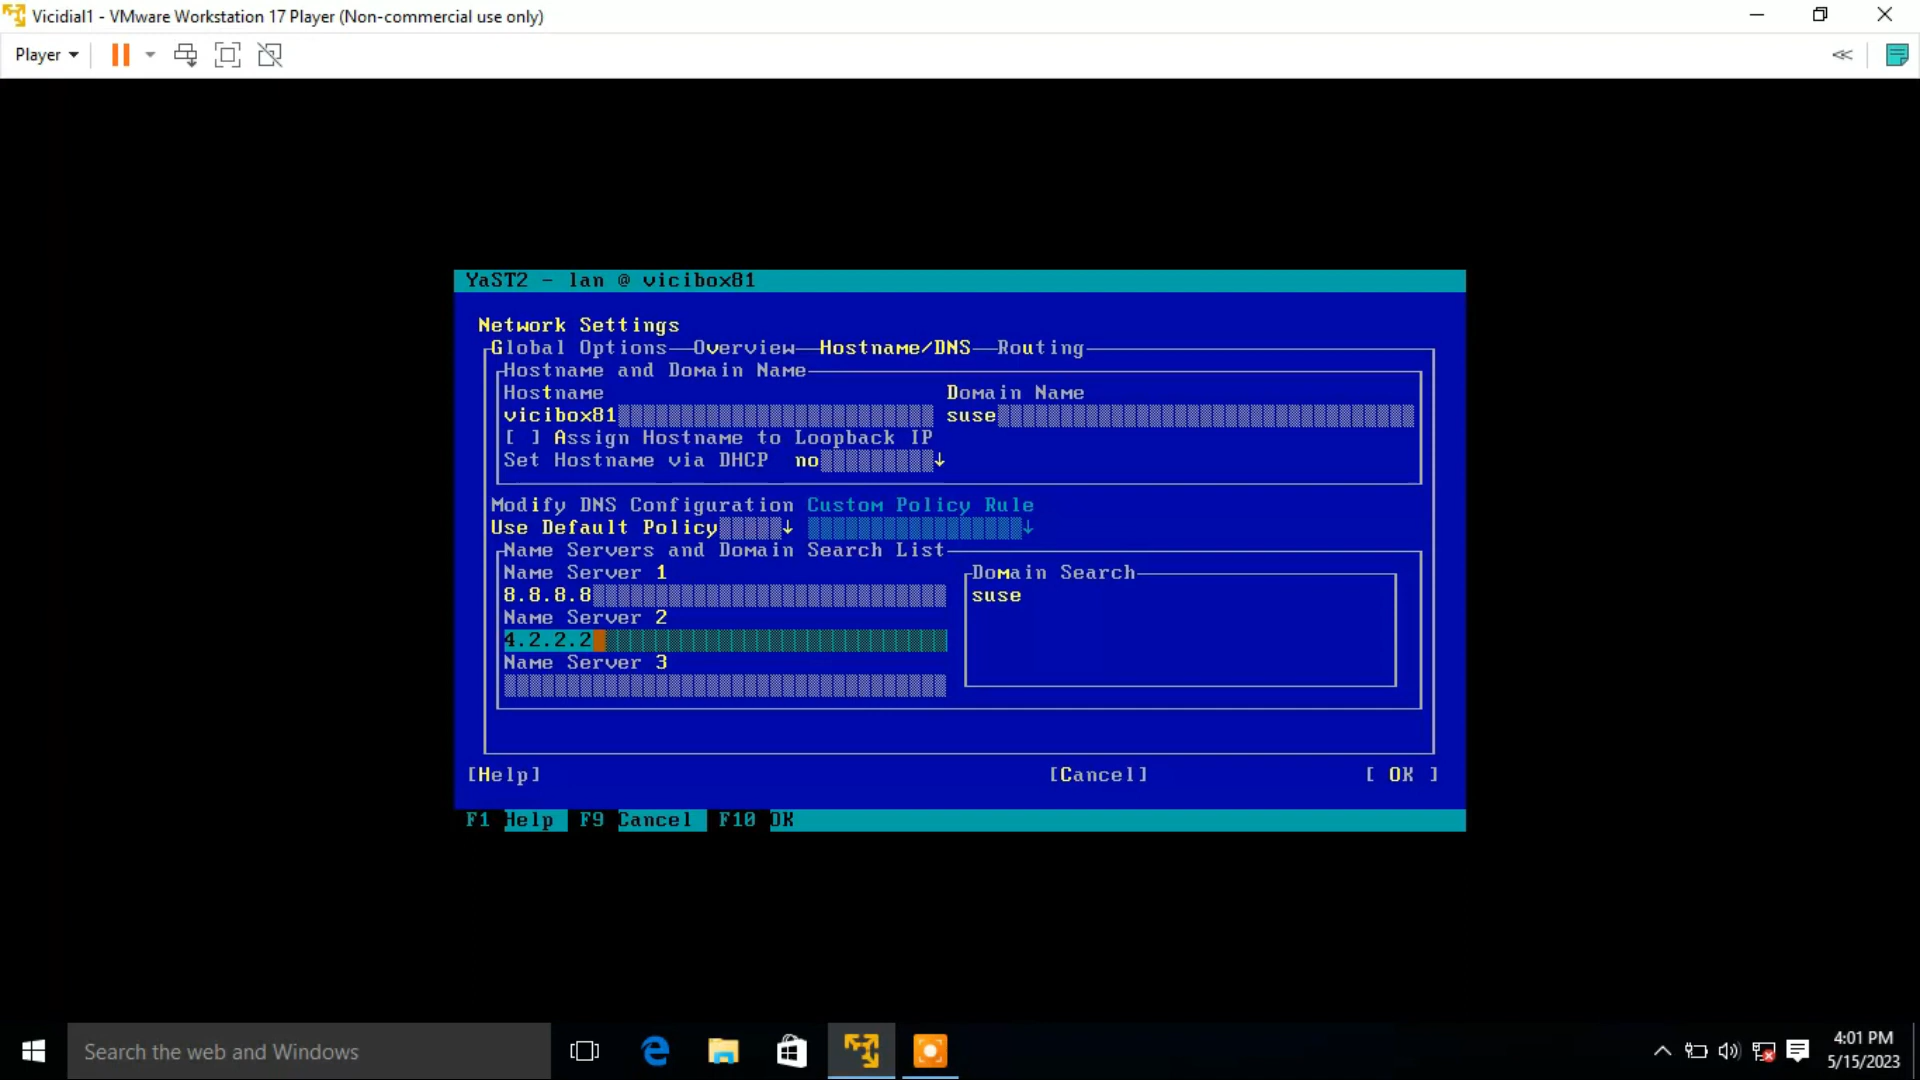 Vicidial1 - VMware Workstation 17 Player (Non-commercial use only)
Player
YaST2 - lan @ vicibox81
Network Settings
Global Options—Overview—Hostname/DNS—Routing
Hostname and Domain Name
Hostname Domain Name
vicibox81 suse
[ ] Assign Hostname to Loopback IP
Set Hostname via DHCP no↓
Modify DNS Configuration Custom Policy Rule
Use Default Policy↓ ↓
Name Servers and Domain Search List
Name Server 1 Domain Search
8.8.8.8 suse
Name Server 2
4.2.2.2
Name Server 3
[Help] [Cancel] [ OK ]
F1 Help F9 Cancel F10 OK
Search the web and Windows
4:01 PM
5/15/2023